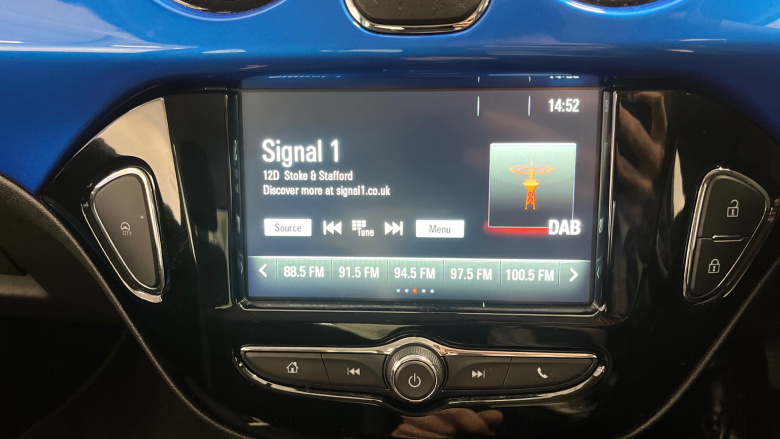 14:52
Signal 1
12D Stoke & Stafford
Discover more at signal1.co.uk
DAB
Source Tune Menu
88.5 FM 91.5 FM 94.5 FM 97.5 FM 100.5 FM
CITY